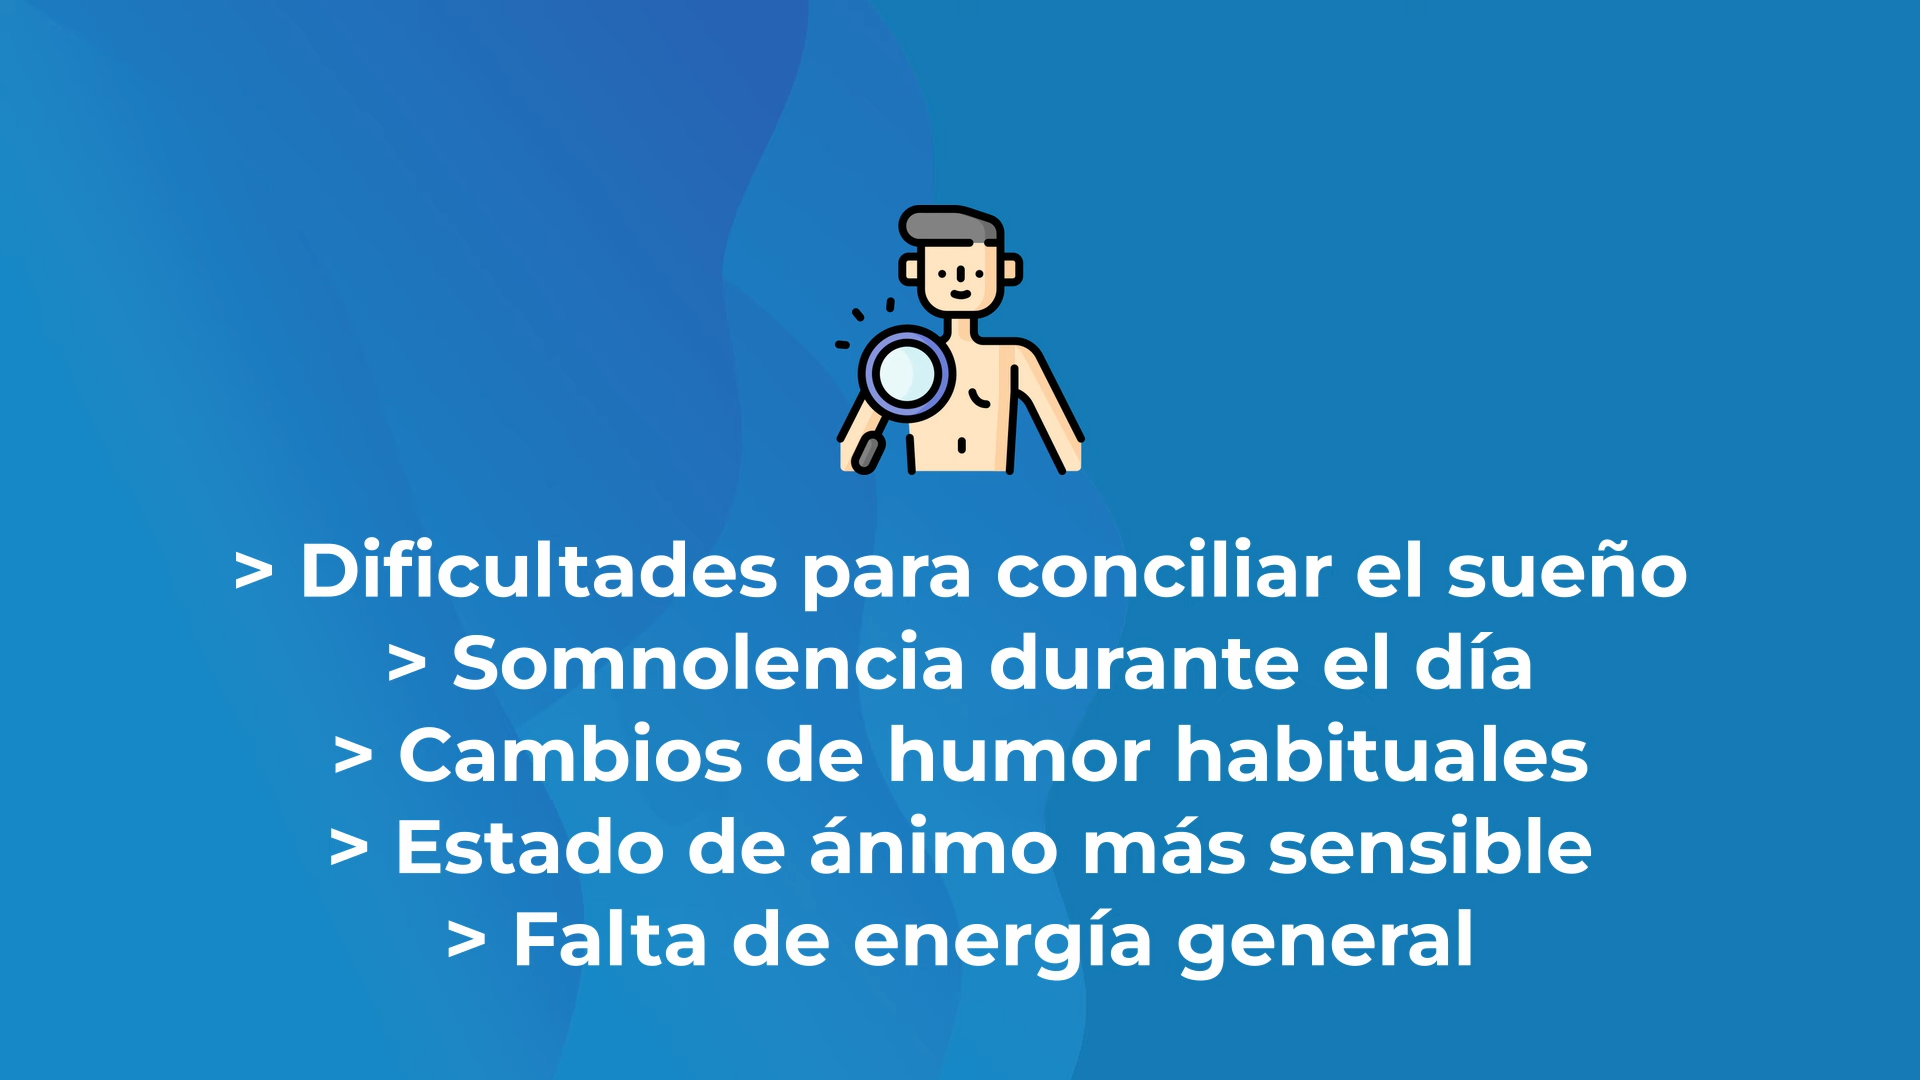 > Dificultades para conciliar el sueño
> Somnolencia durante el día
> Cambios de humor habituales
> Estado de ánimo más sensible
> Falta de energía general